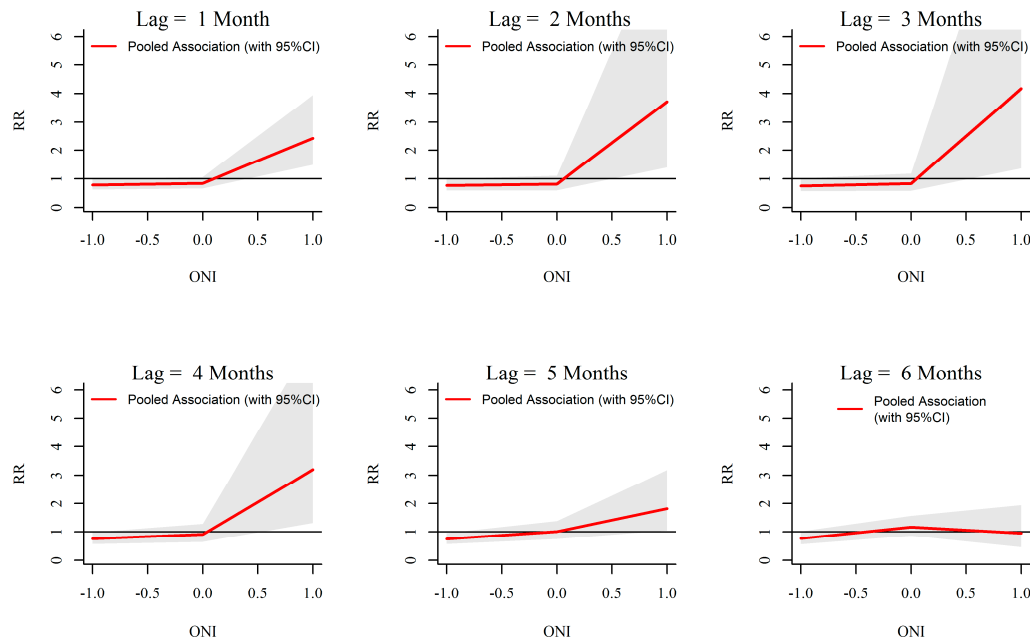 Lag = 1 Month
Pooled Association (with 95%CI)
RR
0 1 2 3 4 5 6
-1.0 -0.5 0.0 0.5 1.0
ONI
Lag = 2 Months
Pooled Association (with 95%CI)
RR
0 1 2 3 4 5 6
-1.0 -0.5 0.0 0.5 1.0
ONI
Lag = 3 Months
Pooled Association (with 95%CI)
RR
0 1 2 3 4 5 6
-1.0 -0.5 0.0 0.5 1.0
ONI
Lag = 4 Months
Pooled Association (with 95%CI)
RR
0 1 2 3 4 5 6
-1.0 -0.5 0.0 0.5 1.0
ONI
Lag = 5 Months
Pooled Association (with 95%CI)
RR
0 1 2 3 4 5 6
-1.0 -0.5 0.0 0.5 1.0
ONI
Lag = 6 Months
Pooled Association
(with 95%CI)
RR
0 1 2 3 4 5 6
-1.0 -0.5 0.0 0.5 1.0
ONI